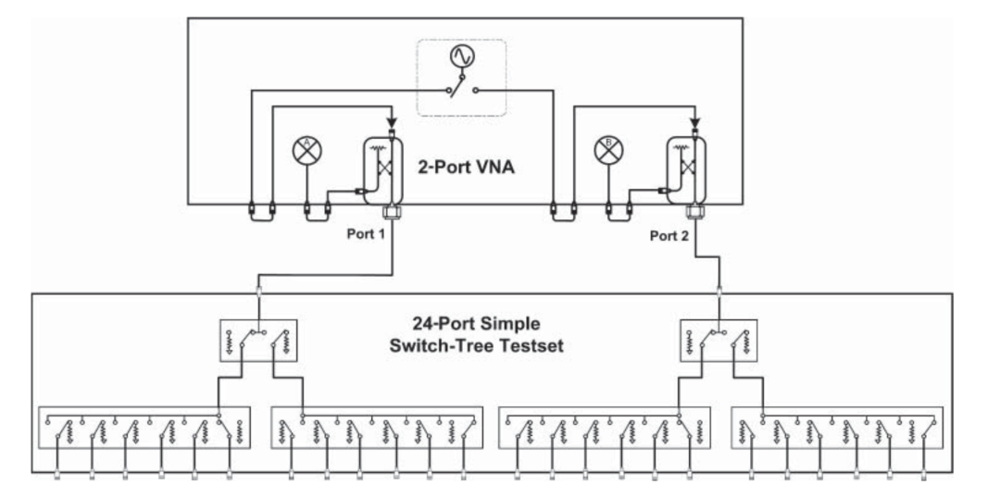 A
B
2-Port VNA
Port 1
Port 2
24-Port Simple
Switch-Tree Testset